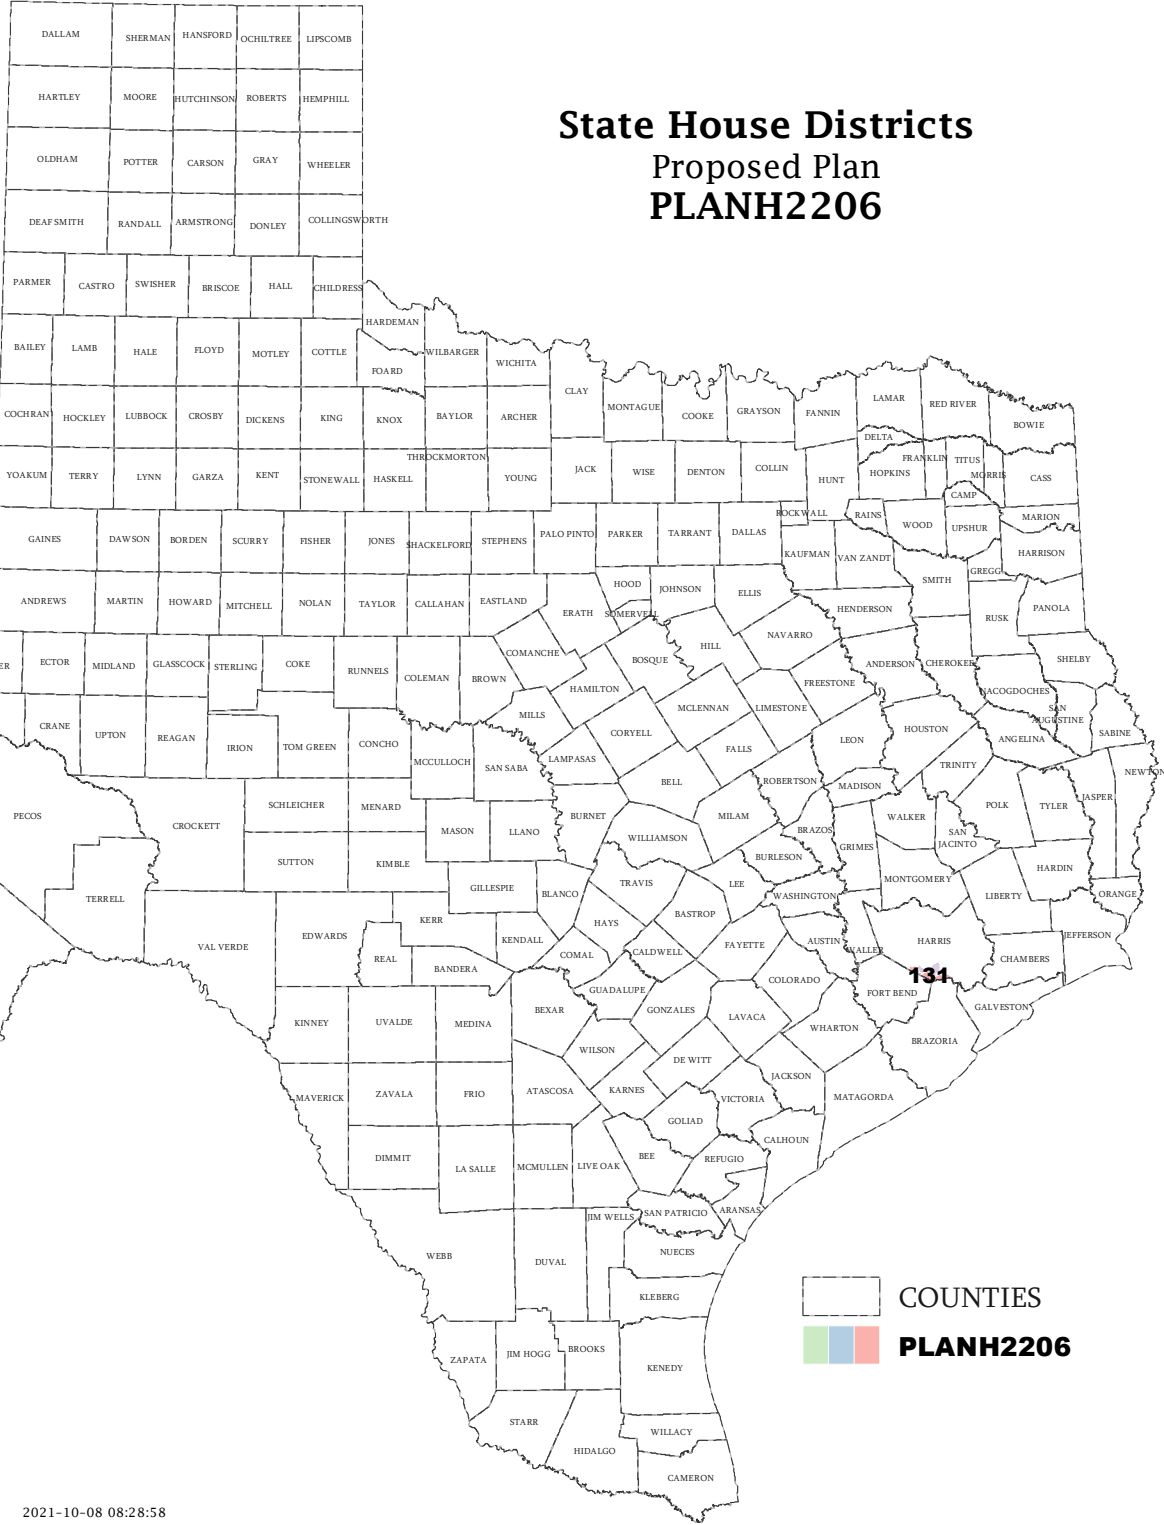 State House Districts
Proposed Plan
PLANH2206
DALLAM SHERMAN HANSFORD OCHILTREE LIPSCOMB
HARTLEY MOORE HUTCHINSON ROBERTS HEMPHILL
OLDHAM POTTER CARSON GRAY WHEELER
DEAF SMITH RANDALL ARMSTRONG DONLEY COLLINGSWORTH
PARMER CASTRO SWISHER BRISCOE HALL CHILDRESS
HARDEMAN
BAILEY LAMB HALE FLOYD MOTLEY COTTLE WILBARGER WICHITA
FOARD CLAY
COCHRAN HOCKLEY LUBBOCK CROSBY DICKENS KING KNOX BAYLOR ARCHER MONTAGUE COOKE GRAYSON FANNIN LAMAR RED RIVER BOWIE
DELTA
THROCKMORTON FRANKLIN TITUS
YOAKUM TERRY LYNN GARZA KENT STONEWALL HASKELL YOUNG JACK WISE DENTON COLLIN HUNT HOPKINS MORRIS CASS
CAMP
ROCKWALL RAINS WOOD UPSHUR MARION
GAINES DAWSON BORDEN SCURRY FISHER JONES SHACKELFORD STEPHENS PALO PINTO PARKER TARRANT DALLAS
KAUFMAN VAN ZANDT HARRISON
GREGG
SMITH
ANDREWS MARTIN HOWARD MITCHELL NOLAN TAYLOR CALLAHAN EASTLAND HOOD JOHNSON ELLIS
ERATH SOMERVELL HENDERSON RUSK PANOLA
NAVARRO
ER ECTOR MIDLAND GLASSCOCK STERLING COKE RUNNELS COLEMAN BROWN COMANCHE BOSQUE HILL ANDERSON CHEROKEE SHELBY
HAMILTON FREESTONE NACOGDOCHES
MILLS MCLENNAN LIMESTONE SAN
AUGUSTINE
CRANE UPTON REAGAN IRION TOM GREEN CONCHO CORYELL LEON HOUSTON ANGELINA SABINE
MCCULLOCH SAN SABA LAMPASAS FALLS TRINITY NEWTON
BELL ROBERTSON MADISON
SCHLEICHER MENARD POLK TYLER JASPER
PECOS CROCKETT MASON LLANO BURNET WILLIAMSON MILAM BRAZOS WALKER SAN
JACINTO
GRIMES
SUTTON KIMBLE BURLESON HARDIN
GILLESPIE BLANCO TRAVIS LEE MONTGOMERY
TERRELL WASHINGTON LIBERTY ORANGE
KERR HAYS BASTROP
VAL VERDE EDWARDS KENDALL COMAL CALDWELL FAYETTE AUSTIN WALLER HARRIS JEFFERSON
REAL BANDERA CHAMBERS
131
GUADALUPE COLORADO FORT BEND
KINNEY UVALDE MEDINA BEXAR GONZALES LAVACA WHARTON GALVESTON
WILSON BRAZORIA
DE WITT
MAVERICK ZAVALA FRIO ATASCOSA KARNES JACKSON
VICTORIA MATAGORDA
GOLIAD
CALHOUN
DIMMIT LA SALLE MCMULLEN LIVE OAK BEE REFUGIO
JIM WELLS SAN PATRICIO ARANSAS
WEBB DUVAL NUECES
KLEBERG
ZAPATA JIM HOGG BROOKS KENEDY
STARR HIDALGO WILLACY
CAMERON
COUNTIES
PLANH2206
2021-10-08 08:28:58